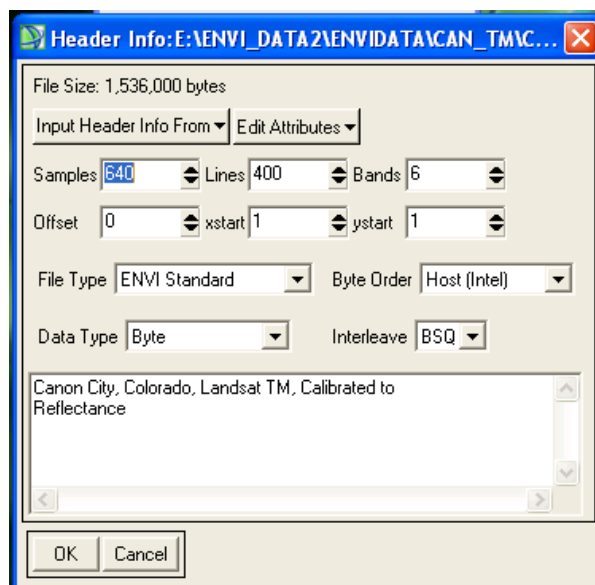 Header Info:E:\ENVI_DATA2\ENVIDATA\CAN_TM\C...
File Size: 1,536,000 bytes
Input Header Info From Edit Attributes
Samples 640 Lines 400 Bands 6
Offset 0 xstart 1 ystart 1
File Type ENVI Standard Byte Order Host (Intel)
Data Type Byte Interleave BSQ
Canon City, Colorado, Landsat TM, Calibrated to
Reflectance
OK Cancel